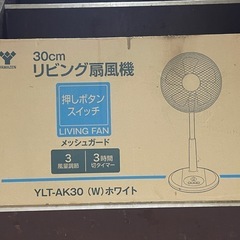 YAMAZEN
30cm
リビング扇風機
押しボタン
スイッチ
LIVING FAN
メッシュガード
3
風量調節
3時間
切タイマー
YLT-AK30 (W) ホワイト